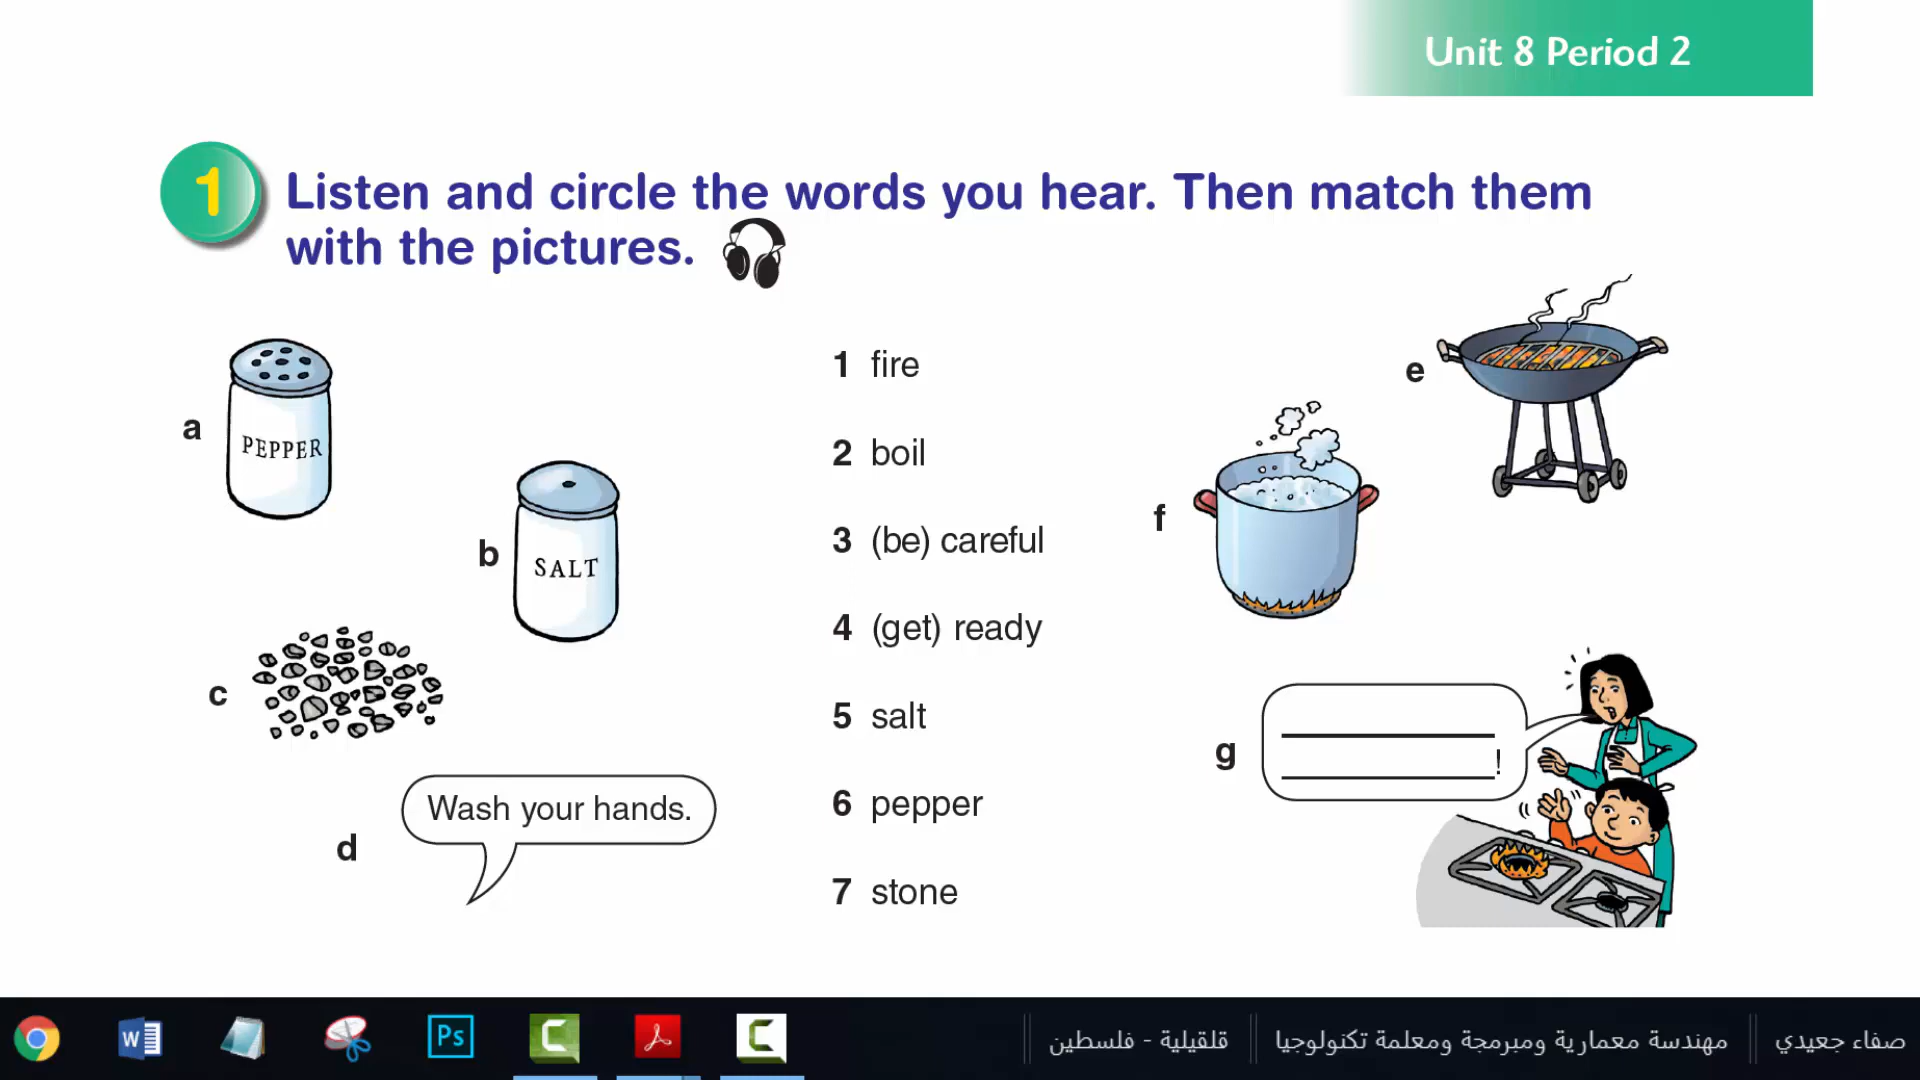 Unit 8 Period 2
1 Listen and circle the words you hear. Then match them
with the pictures.
a PEPPER
b SALT
c
d Wash your hands.
1 fire
2 boil
3 (be) careful
4 (get) ready
5 salt
6 pepper
7 stone
e
f
g
!
W Ps C C
قلقيلية - فلسطين
مهندسة معمارية ومبرمجة ومعلمة تكنولوجيا
صفاء جعيدي